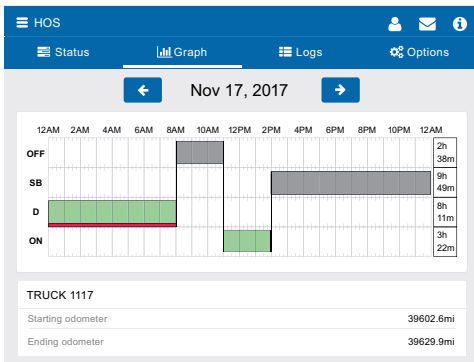 HOS
Status Graph Logs Options
Nov 17, 2017
12AM 2AM 4AM 6AM 8AM 10AM 12PM 2PM 4PM 6PM 8PM 10PM 12AM
OFF 2h 38m
SB 9h 49m
D 8h 11m
ON 3h 22m
TRUCK 1117
Starting odometer 39602.6mi
Ending odometer 39629.9mi